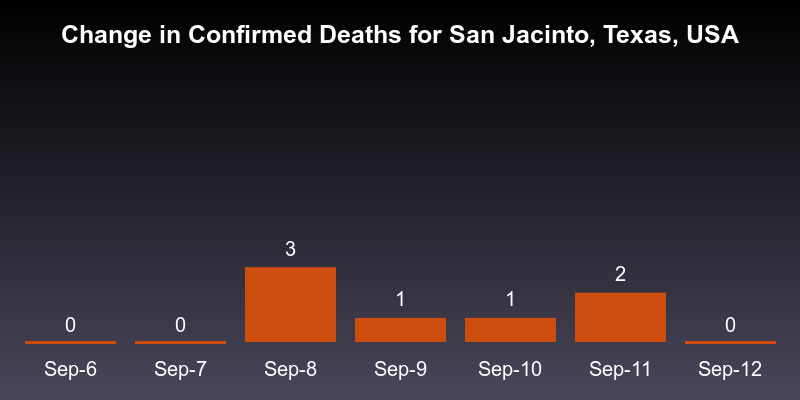 Change in Confirmed Deaths for San Jacinto, Texas, USA
0 0 3 1 1 2 0
Sep-6 Sep-7 Sep-8 Sep-9 Sep-10 Sep-11 Sep-12